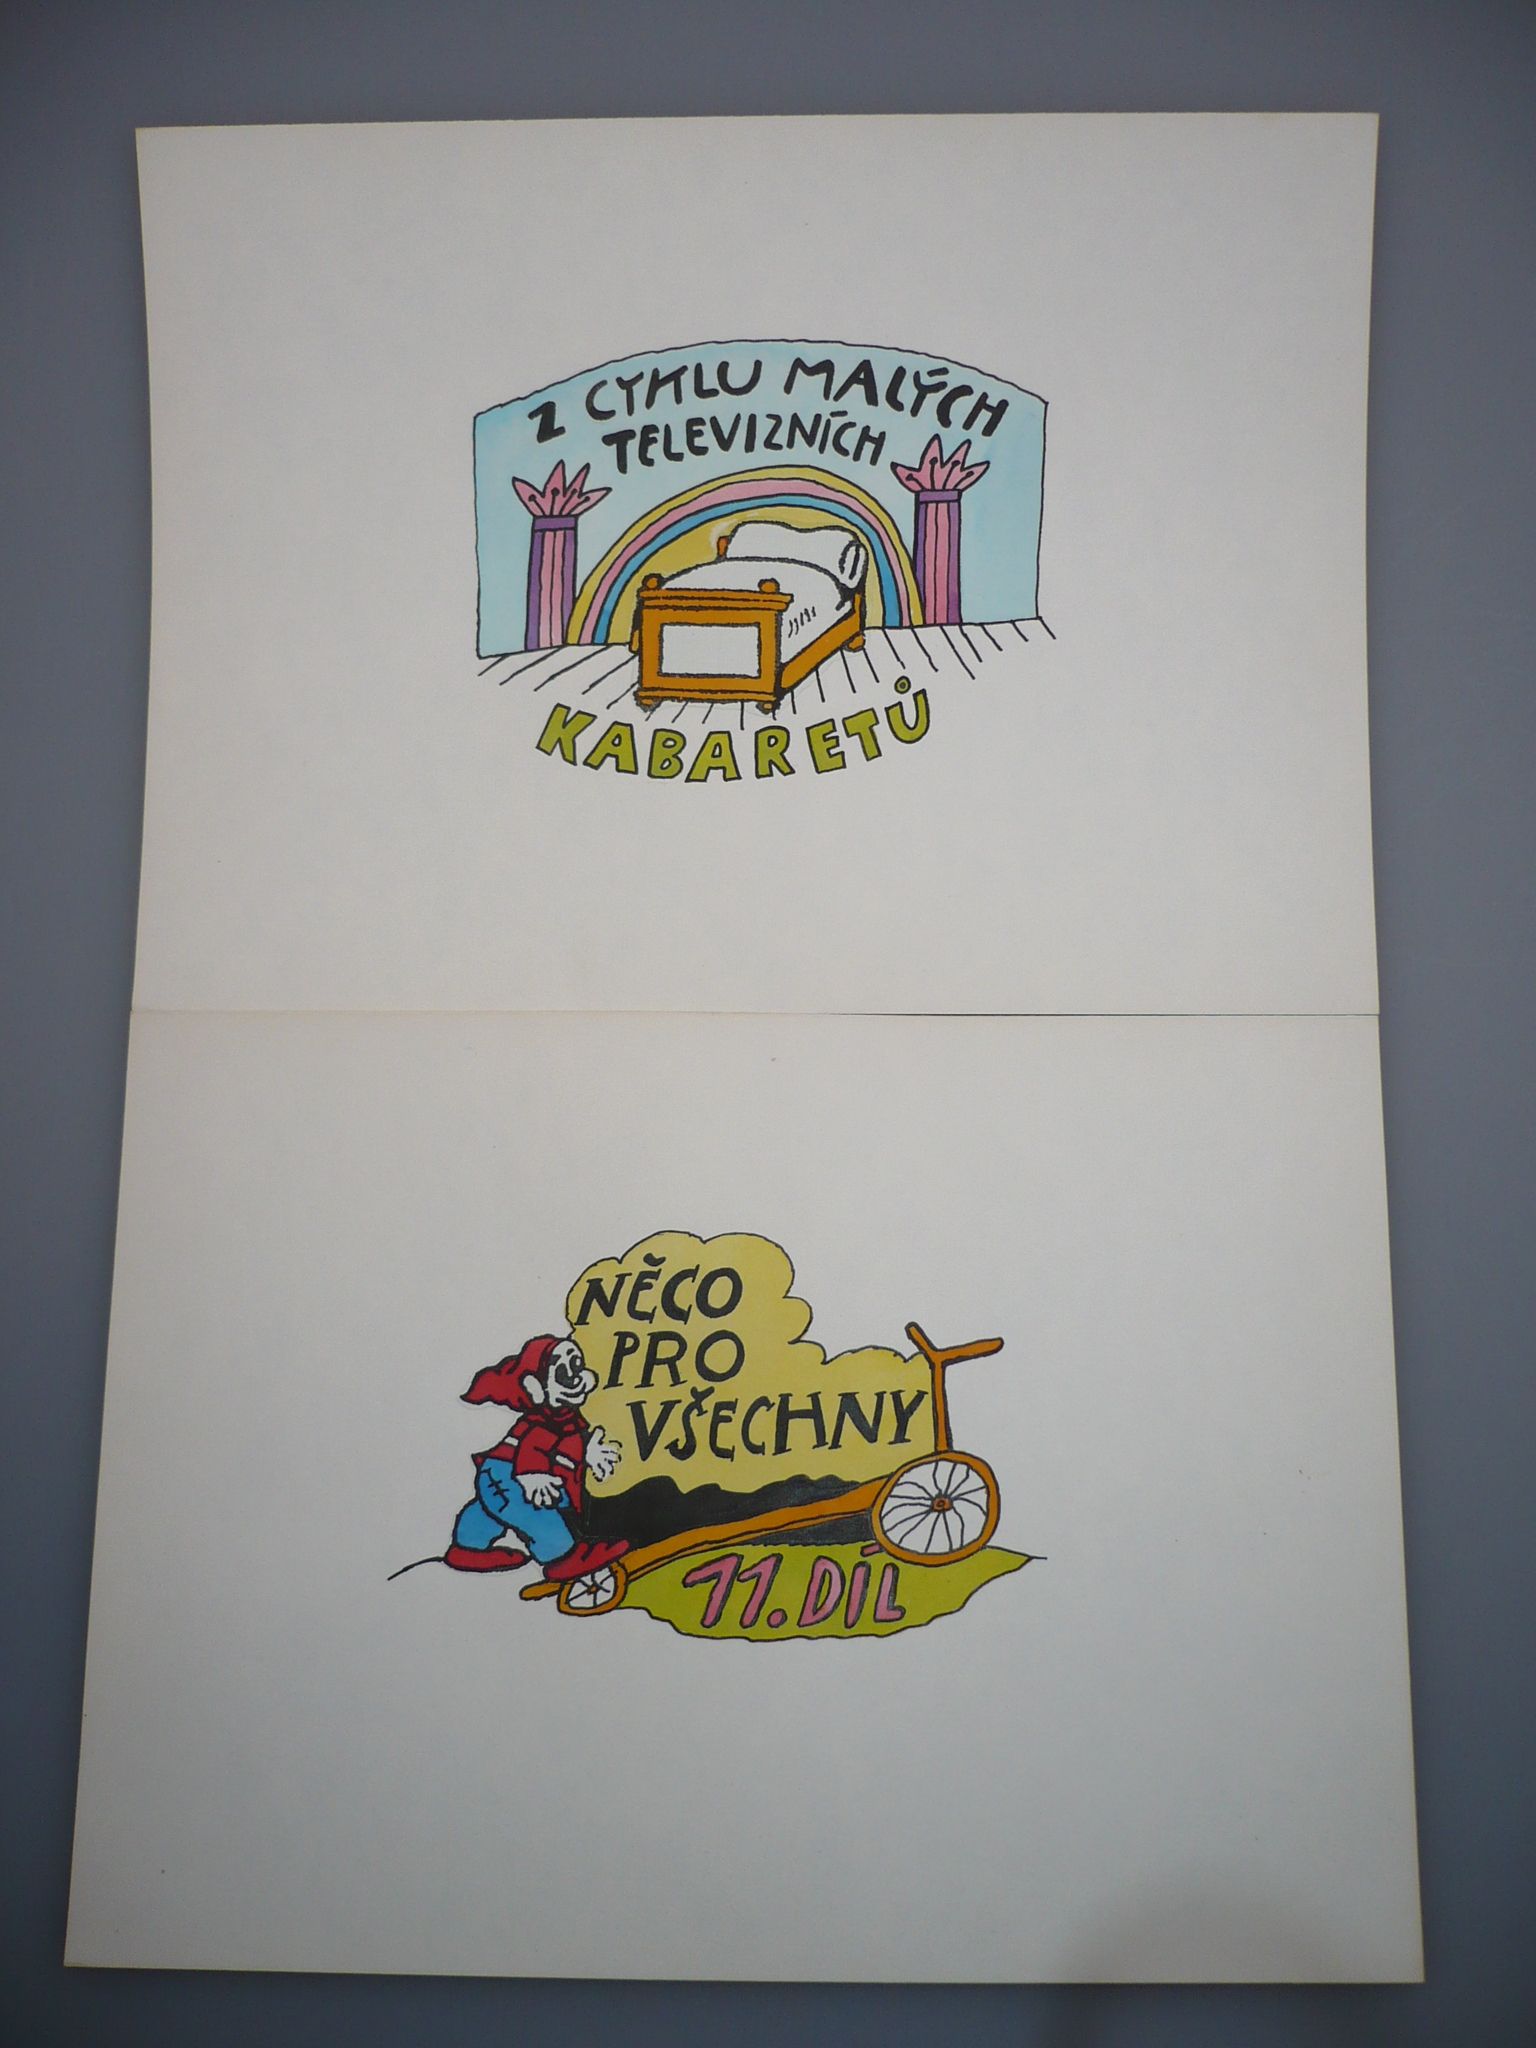 Z CYKLU MALÝCH
TELEVIZNÍCH
KABARETŮ
NĚCO
PRO
VŠECHNY
11. DÍL